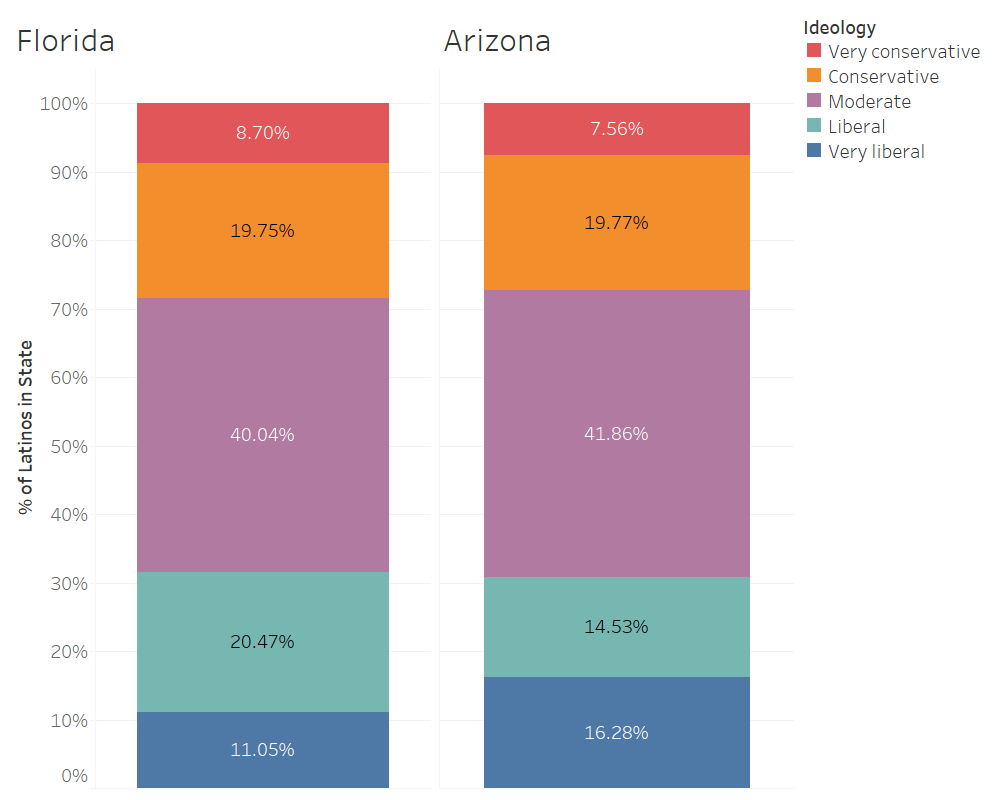 Florida
Arizona
Ideology
Very conservative
Conservative
Moderate
Liberal
Very liberal
% of Latinos in State
100%
90%
80%
70%
60%
50%
40%
30%
20%
10%
0%
8.70%
19.75%
40.04%
20.47%
11.05%
7.56%
19.77%
41.86%
14.53%
16.28%